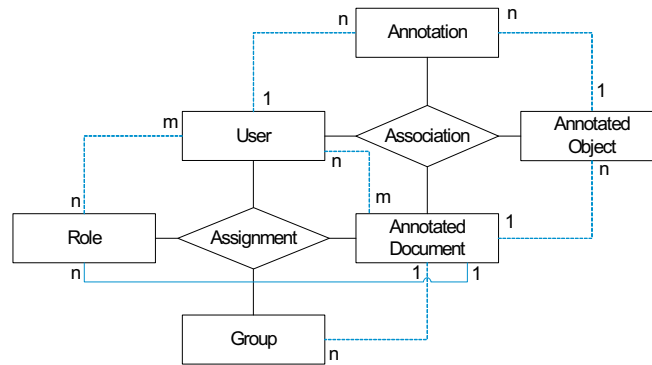 n
Annotation
n
1
1
m
User
Association
Annotated
Object
n
n
m
n
Role
Assignment
Annotated
Document
1
n
1
1
Group
n